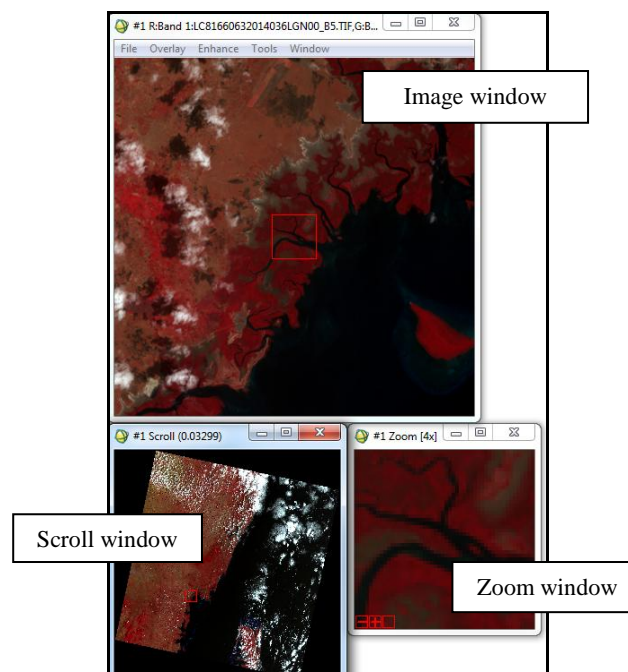 #1 R:Band 1:LC81660632014036LGN00_B5.TIF,G:B...
File Overlay Enhance Tools Window
Image window
#1 Scroll (0.03299)
#1 Zoom [4x]
Scroll window
Zoom window